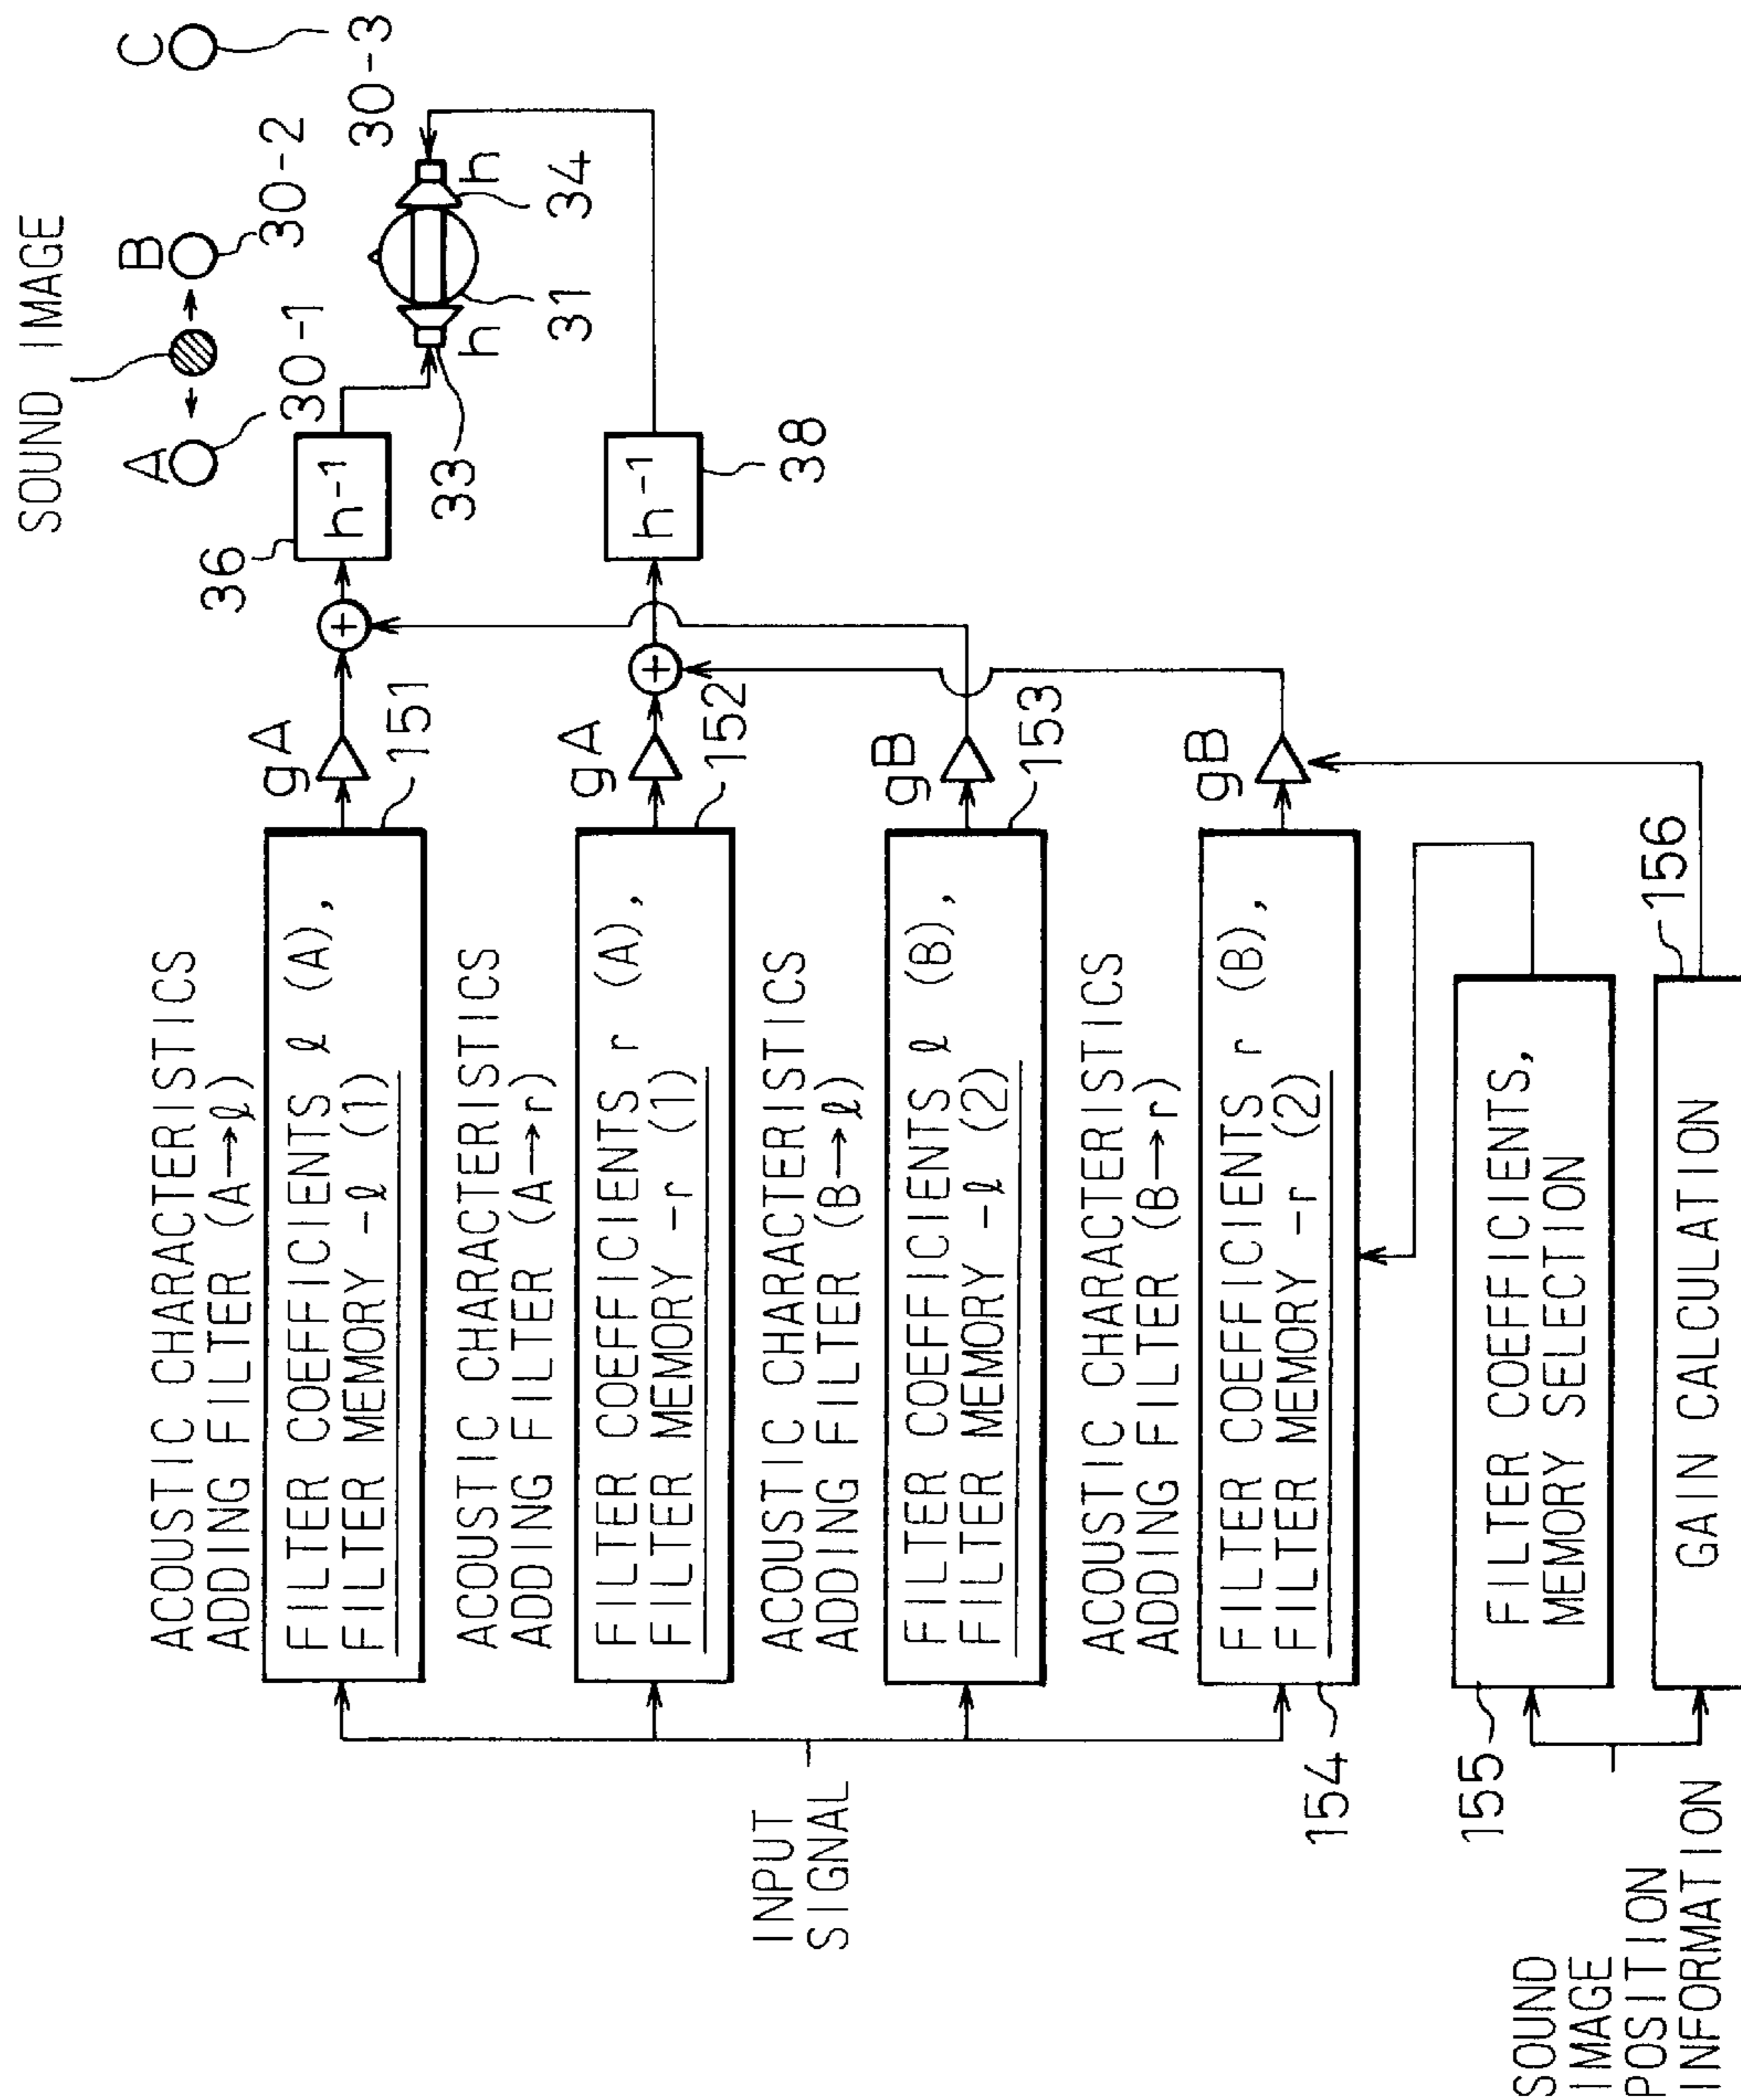 SOUND IMAGE
A
B
C
30-1
30-2
30-3
36
h⁻¹
h
h
33
31
34
h⁻¹
38
ACOUSTIC CHARACTERISTICS
ADDING FILTER (A→ℓ)
FILTER COEFFICIENTS ℓ (A),
FILTER MEMORY -ℓ (1)
gA
151
ACOUSTIC CHARACTERISTICS
ADDING FILTER (A→r)
FILTER COEFFICIENTS r (A),
FILTER MEMORY -r (1)
gA
152
ACOUSTIC CHARACTERISTICS
ADDING FILTER (B→ℓ)
FILTER COEFFICIENTS ℓ (B),
FILTER MEMORY -ℓ (2)
gB
153
ACOUSTIC CHARACTERISTICS
ADDING FILTER (B→r)
FILTER COEFFICIENTS r (B),
FILTER MEMORY -r (2)
gB
154
INPUT
SIGNAL
155
FILTER COEFFICIENTS,
MEMORY SELECTION
156
GAIN CALCULATION
SOUND
IMAGE
POSITION
INFORMATION
+
+